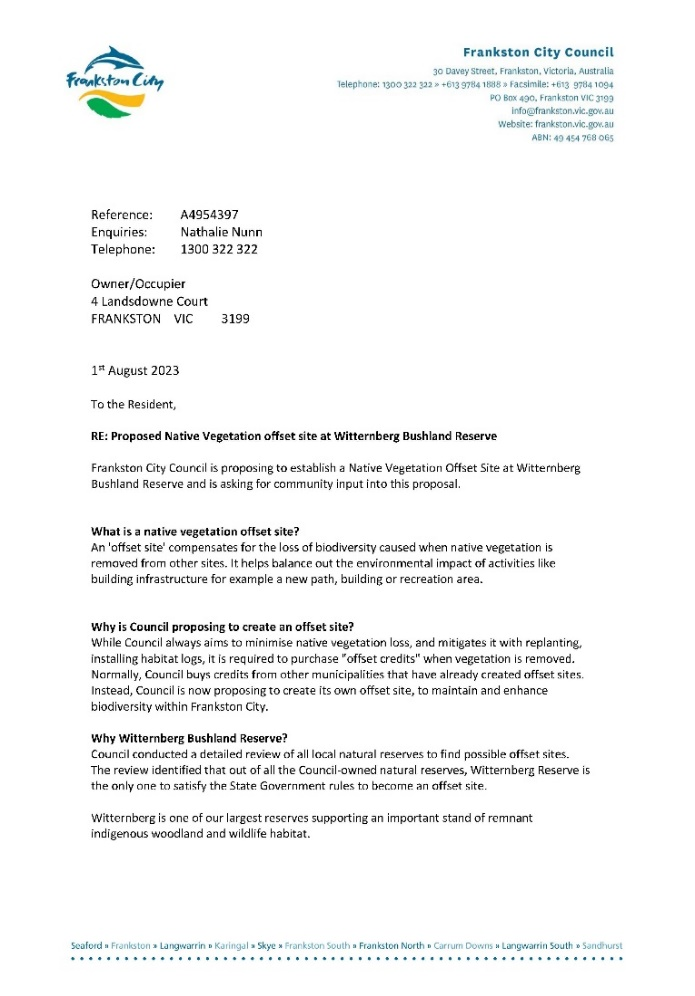 Frankston City
Frankston City Council
30 Davey Street, Frankston, Victoria, Australia
Telephone: 1300 322 322 » +613 9784 1888 » Facsimile: +613 9784 1094
PO Box 490, Frankston VIC 3199
info@frankston.vic.gov.au
Website: frankston.vic.gov.au
ABN: 49 454 768 065
Reference: A4954397
Enquiries: Nathalie Nunn
Telephone: 1300 322 322
Owner/Occupier
4 Landsdowne Court
FRANKSTON VIC 3199
1st August 2023
To the Resident,
RE: Proposed Native Vegetation offset site at Witternberg Bushland Reserve
Frankston City Council is proposing to establish a Native Vegetation Offset Site at Witternberg
Bushland Reserve and is asking for community input into this proposal.
What is a native vegetation offset site?
An 'offset site' compensates for the loss of biodiversity caused when native vegetation is
removed from other sites. It helps balance out the environmental impact of activities like
building infrastructure for example a new path, building or recreation area.
Why is Council proposing to create an offset site?
While Council always aims to minimise native vegetation loss, and mitigates it with replanting,
installing habitat logs, it is required to purchase "offset credits" when vegetation is removed.
Normally, Council buys credits from other municipalities that have already created offset sites.
Instead, Council is now proposing to create its own offset site, to maintain and enhance
biodiversity within Frankston City.
Why Witternberg Bushland Reserve?
Council conducted a detailed review of all local natural reserves to find possible offset sites.
The review identified that out of all the Council-owned natural reserves, Witternberg Reserve is
the only one to satisfy the State Government rules to become an offset site.
Witternberg is one of our largest reserves supporting an important stand of remnant
indigenous woodland and wildlife habitat.
Seaford » Frankston » Langwarrin » Karingal » Skye » Frankston South » Frankston North » Carrum Downs » Langwarrin South » Sandhurst